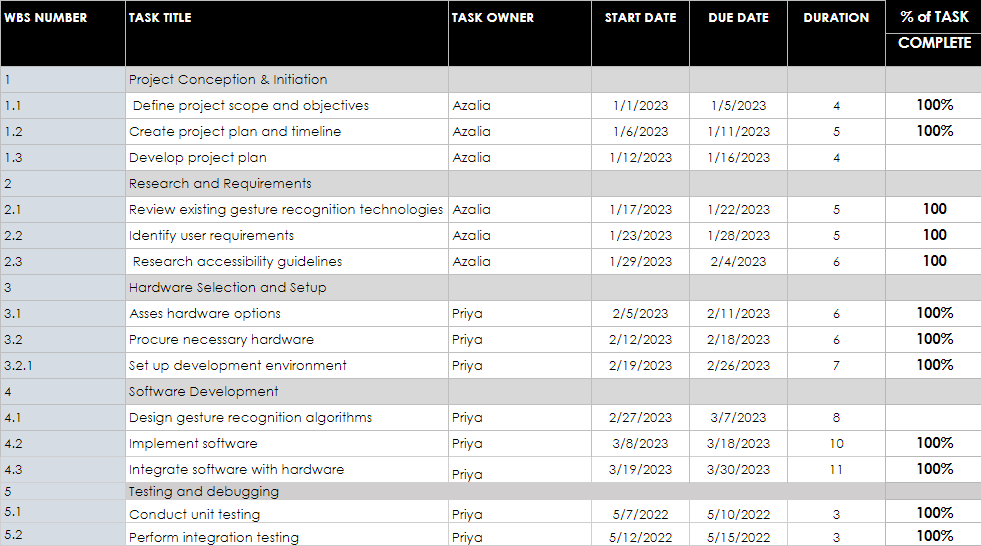 WBS NUMBER TASK TITLE TASK OWNER START DATE DUE DATE DURATION % of TASK
COMPLETE
1 Project Conception & Initiation
1.1 Define project scope and objectives Azalia 1/1/2023 1/5/2023 4 100%
1.2 Create project plan and timeline Azalia 1/6/2023 1/11/2023 5 100%
1.3 Develop project plan Azalia 1/12/2023 1/16/2023 4
2 Research and Requirements
2.1 Review existing gesture recognition technologies Azalia 1/17/2023 1/22/2023 5 100
2.2 Identify user requirements Azalia 1/23/2023 1/28/2023 5 100
2.3 Research accessibility guidelines Azalia 1/29/2023 2/4/2023 6 100
3 Hardware Selection and Setup
3.1 Asses hardware options Priya 2/5/2023 2/11/2023 6 100%
3.2 Procure necessary hardware Priya 2/12/2023 2/18/2023 6 100%
3.2.1 Set up development environment Priya 2/19/2023 2/26/2023 7 100%
4 Software Development
4.1 Design gesture recognition algorithms Priya 2/27/2023 3/7/2023 8
4.2 Implement software Priya 3/8/2023 3/18/2023 10 100%
4.3 Integrate software with hardware Priya 3/19/2023 3/30/2023 11 100%
5 Testing and debugging
5.1 Conduct unit testing Priya 5/7/2022 5/10/2022 3 100%
5.2 Perform integration testing Priya 5/12/2022 5/15/2022 3 100%